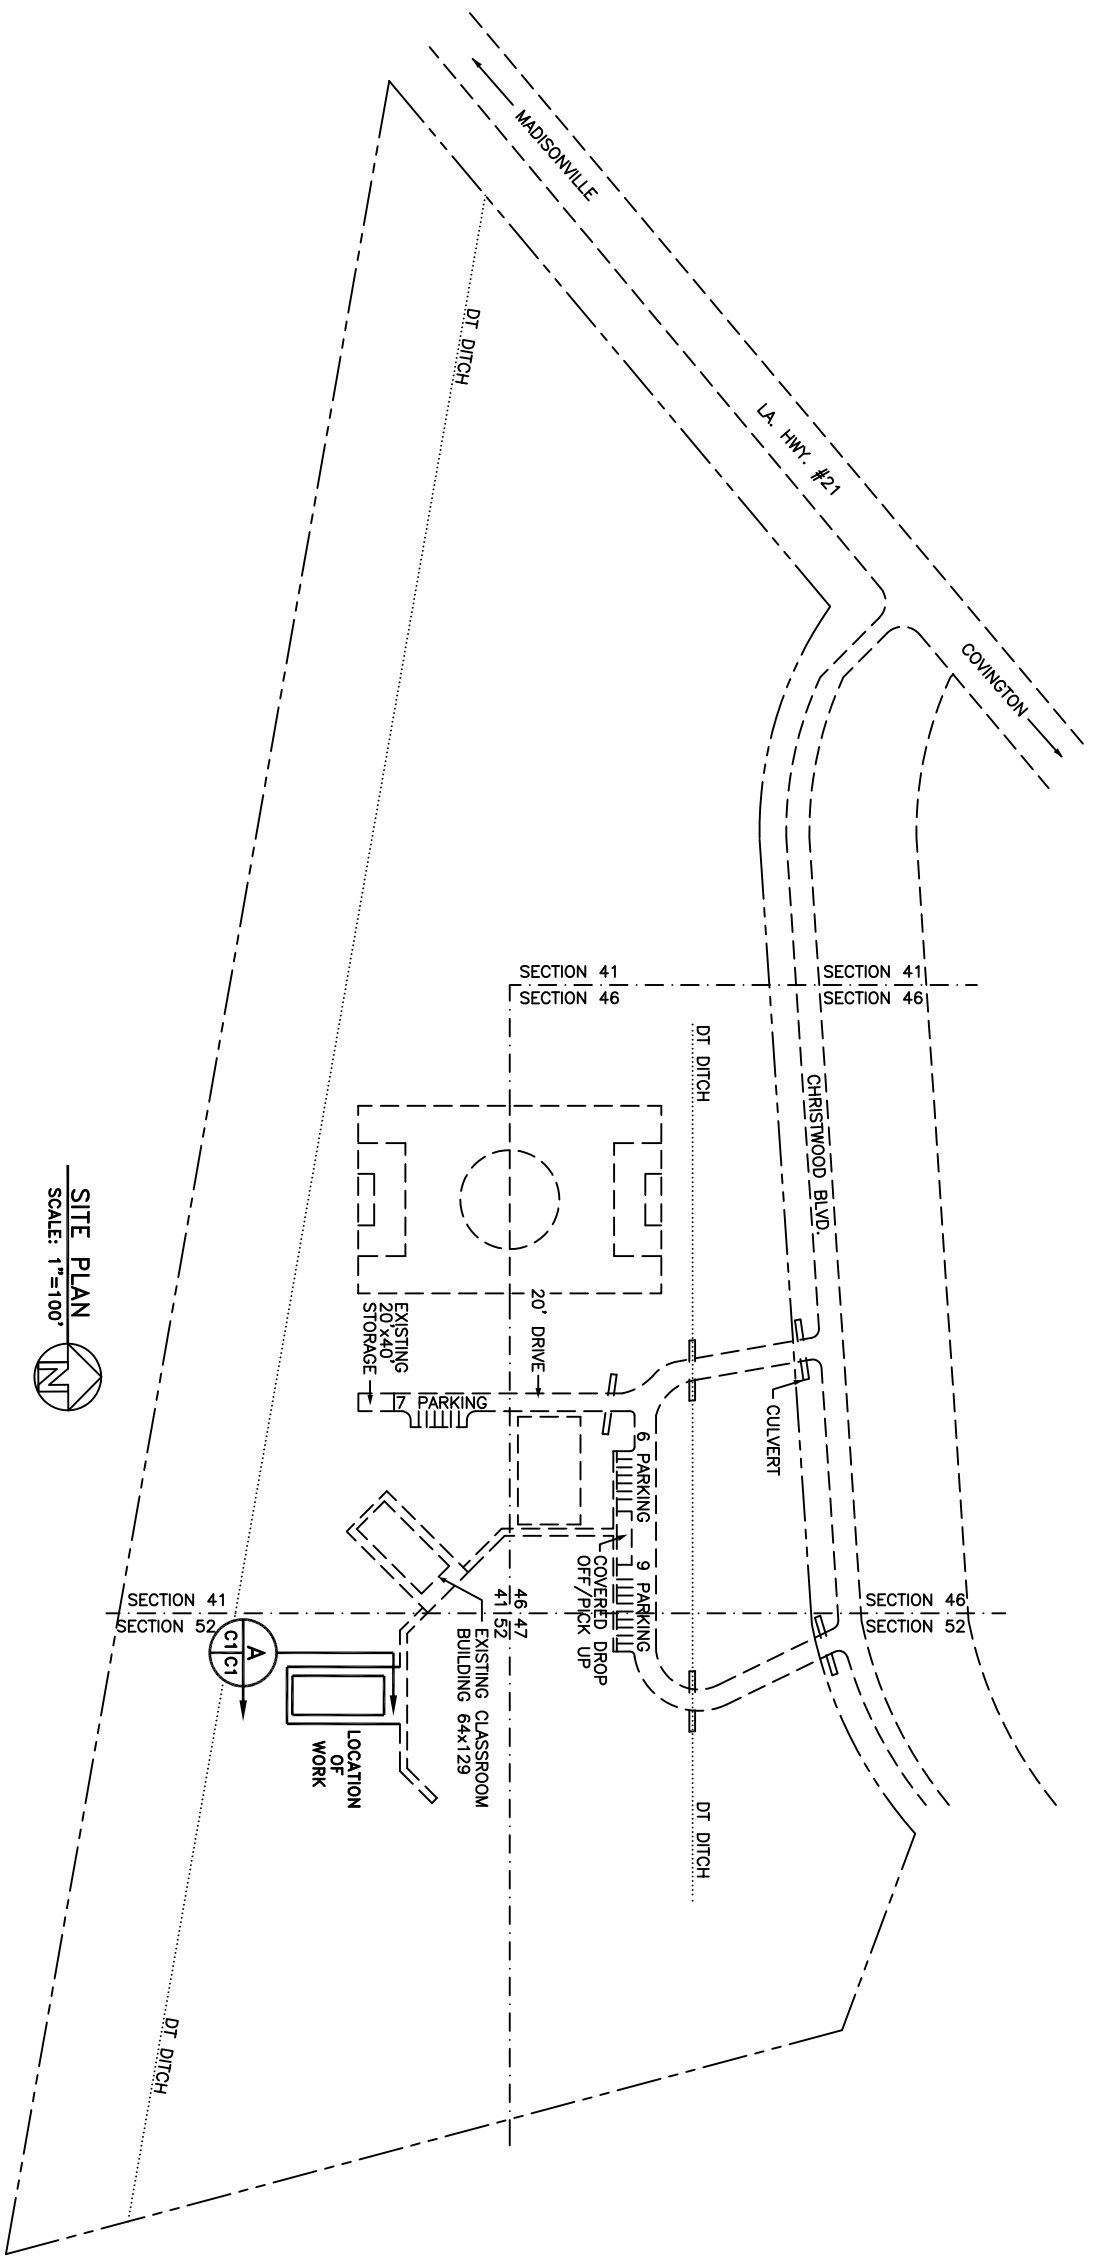 MADISONVILLE
LA. HWY. #21
COVINGTON
DT DITCH
SECTION 41
SECTION 46
SECTION 41
SECTION 46
DT DITCH
CHRISTWOOD BLVD.
CULVERT
20' DRIVE
EXISTING
20'x40'
STORAGE
7 PARKING
6 PARKING
9 PARKING
COVERED DROP
OFF/PICK UP
SECTION 46
SECTION 52
46 47
41 52
SECTION 41
SECTION 52
EXISTING CLASSROOM
BUILDING 64x129
A
C1 C1
LOCATION
OF
WORK
DT DITCH
DT DITCH
SITE PLAN
SCALE: 1"=100'
N